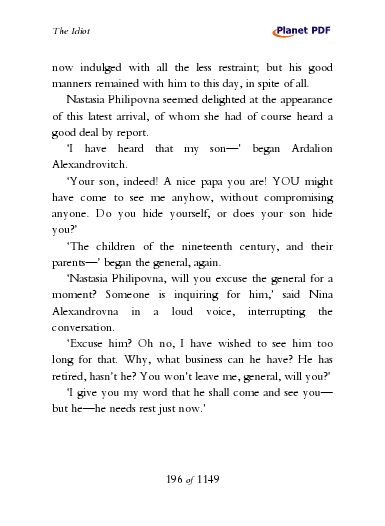 The Idiot
Planet PDF
now indulged with all the less restraint; but his good
manners remained with him to this day, in spite of all.
Nastasia Philipovna seemed delighted at the appearance
of this latest arrival, of whom she had of course heard a
good deal by report.
‘I have heard that my son—’ began Ardalion
Alexandrovitch.
‘Your son, indeed! A nice papa you are! YOU might
have come to see me anyhow, without compromising
anyone. Do you hide yourself, or does your son hide
you?’
‘The children of the nineteenth century, and their
parents—’ began the general, again.
‘Nastasia Philipovna, will you excuse the general for a
moment? Someone is inquiring for him,’ said Nina
Alexandrovna in a loud voice, interrupting the
conversation.
‘Excuse him? Oh no, I have wished to see him too
long for that. Why, what business can he have? He has
retired, hasn’t he? You won’t leave me, general, will you?’
‘I give you my word that he shall come and see you—
but he—he needs rest just now.’
196 of 1149